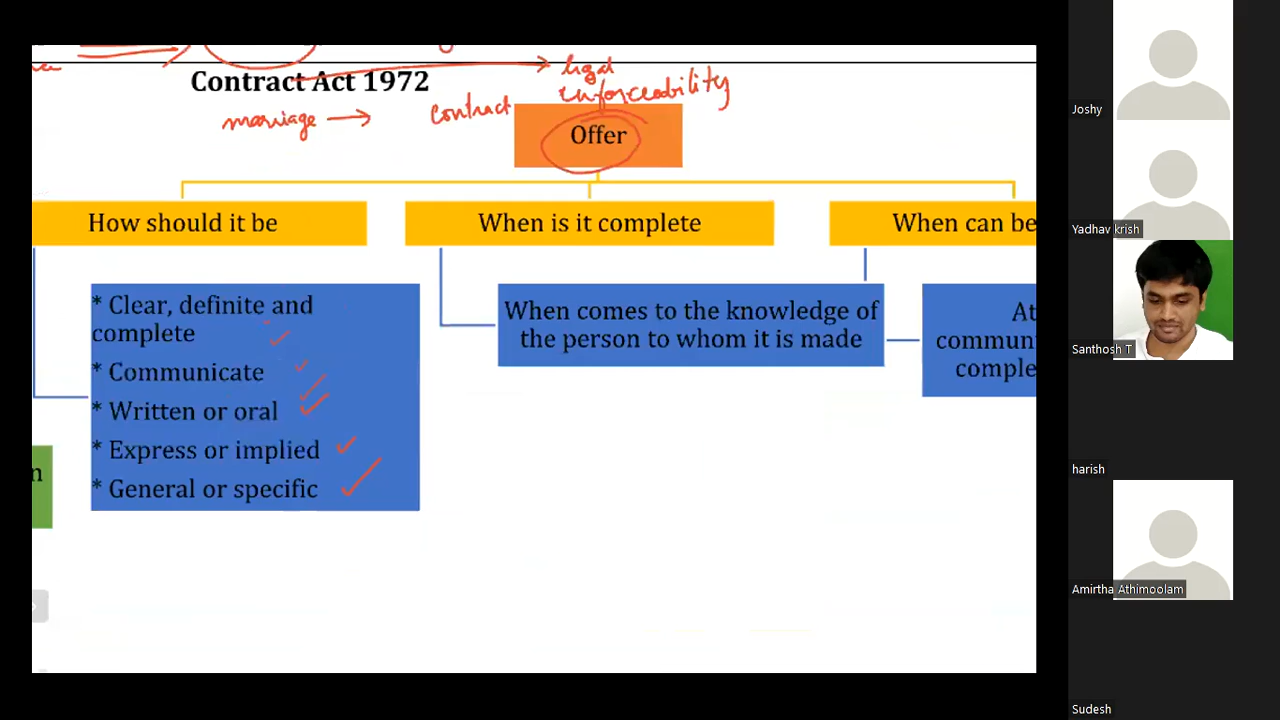 Contract Act 1972
legal
enforceability
marriage
contract
Offer
How should it be
When is it complete
When can be
* Clear, definite and
complete
* Communicate
* Written or oral
* Express or implied
* General or specific
When comes to the knowledge of
the person to whom it is made
At
commun
comple
n
Joshy
Yadhav krish
Santhosh T
harish
Amirtha Athimoolam
Sudesh